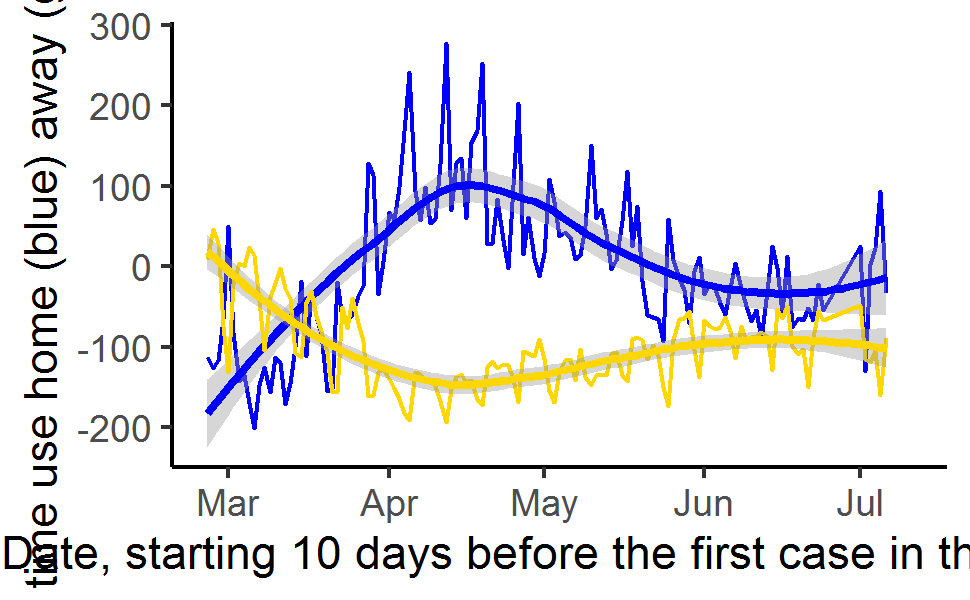 time use home (blue) away (
300
200
100
0
-100
-200
Mar Apr May Jun Jul
Date, starting 10 days before the first case in th